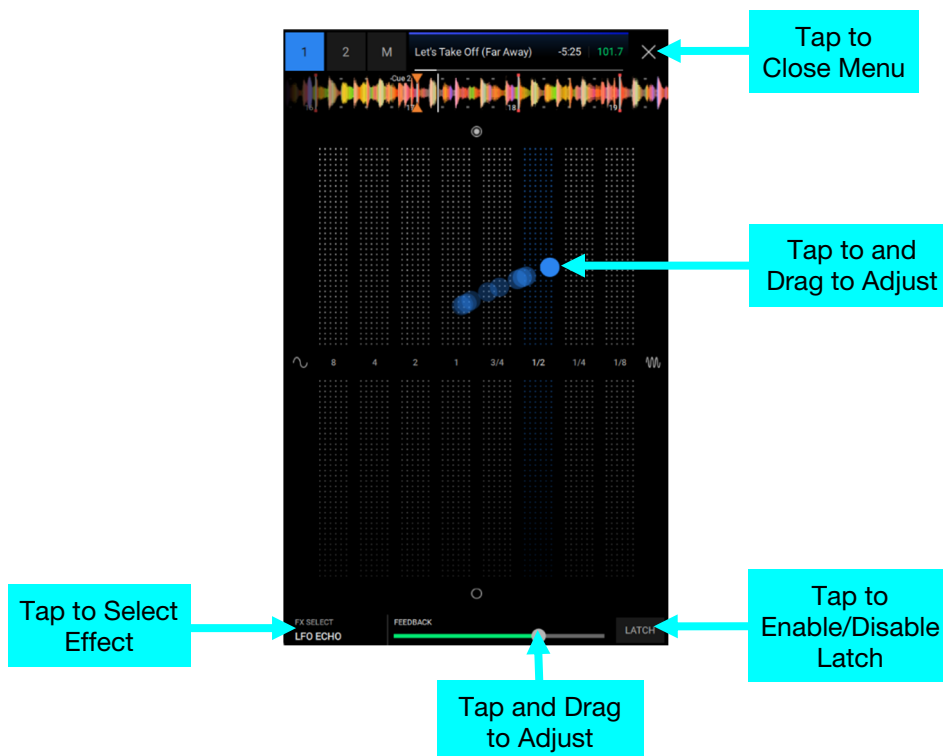 Tap to
Close Menu
1 2 M Let's Take Off (Far Away) -5:25 101.7
Cue 2
16 17 18 19
Tap to and
Drag to Adjust
8 4 2 1 3/4 1/2 1/4 1/8
Tap to Select
Effect
FX SELECT
LFO ECHO
FEEDBACK
LATCH
Tap to
Enable/Disable
Latch
Tap and Drag
to Adjust